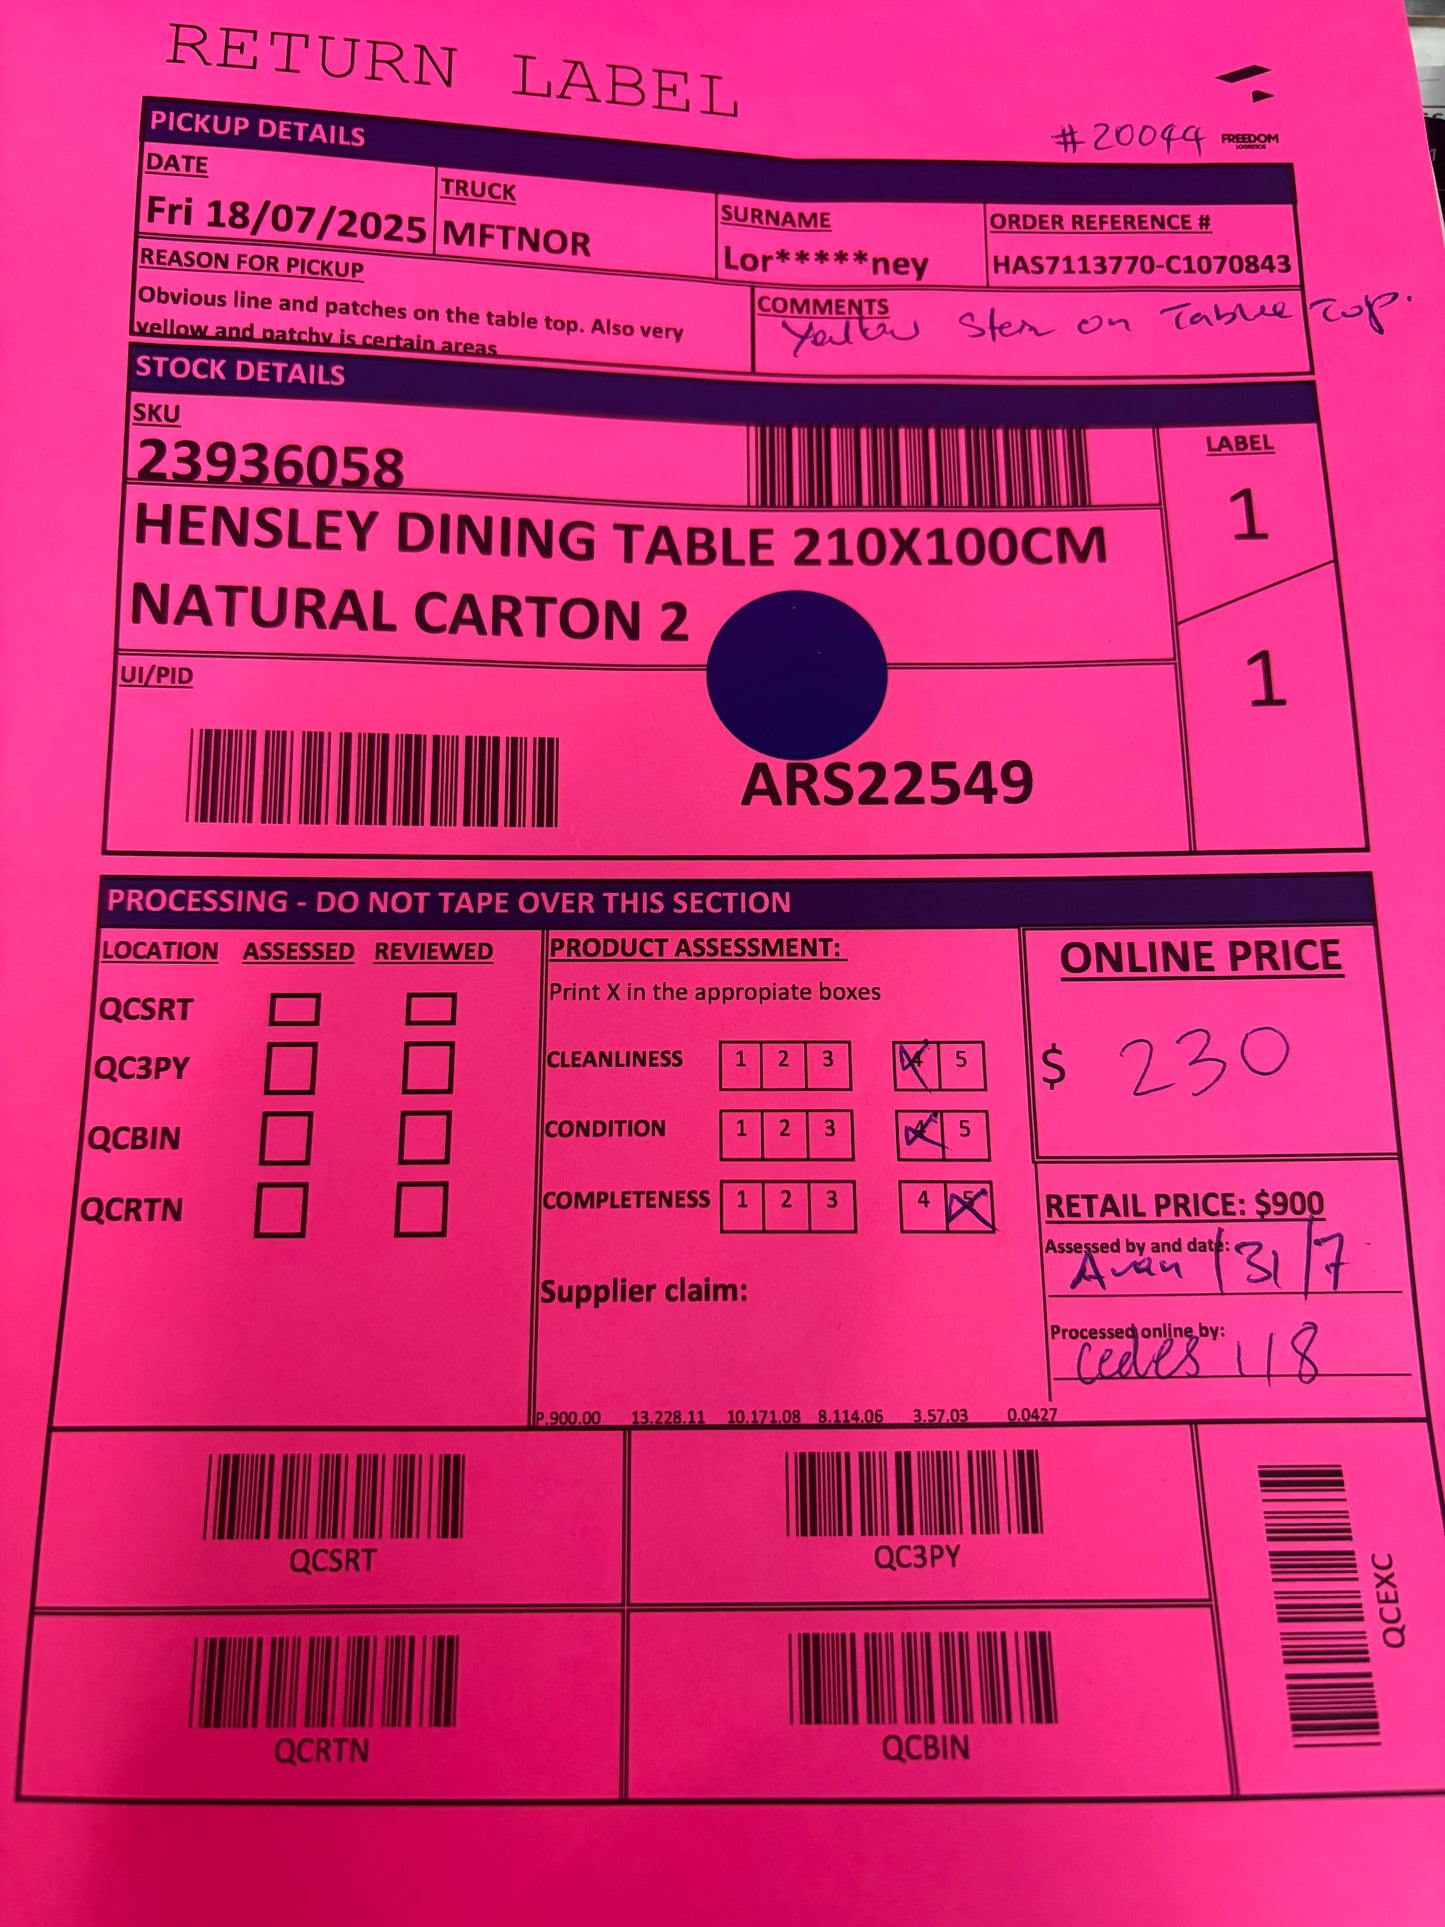 RETURN LABEL
#20094 FREEDOM
LOGISTICS
PICKUP DETAILS
DATE
Fri 18/07/2025
TRUCK
MFTNOR
SURNAME
Lor*****ney
ORDER REFERENCE #
HAS7113770-C1070843
REASON FOR PICKUP
Obvious line and patches on the table top. Also very
yellow and patchy is certain areas
COMMENTS
Yellow Stein on Table Top.
STOCK DETAILS
SKU
23936058
LABEL
1
1
HENSLEY DINING TABLE 210X100CM
NATURAL CARTON 2
UI/PID
ARS22549
PROCESSING - DO NOT TAPE OVER THIS SECTION
LOCATION ASSESSED REVIEWED
QCSRT
QC3PY
QCBIN
QCRTN
PRODUCT ASSESSMENT:
Print X in the appropiate boxes
CLEANLINESS 1 2 3 4 5
CONDITION 1 2 3 4 5
COMPLETENESS 1 2 3 4 5
Supplier claim:
ONLINE PRICE
$ 230
RETAIL PRICE: $900
Assessed by and date:
Avan /31/7
Processed online by:
cedes 1/8
P.900.00 13.228.11 10.171.08 8.114.06 3.57.03 0.0427
QCSRT
QC3PY
QCEXC
QCRTN
QCBIN